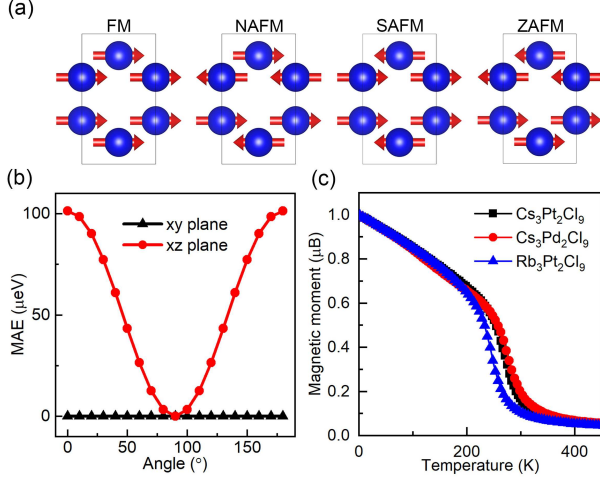 (a)
FM NAFM SAFM ZAFM
(b)
100
50
0
MAE (μeV)
xy plane
xz plane
0 50 100 150
Angle (°)
(c)
1.0
0.8
0.6
0.4
0.2
0.0
Magnetic moment (μB)
Cs₃Pt₂Cl₉
Cs₃Pd₂Cl₉
Rb₃Pt₂Cl₉
0 200 400
Temperature (K)